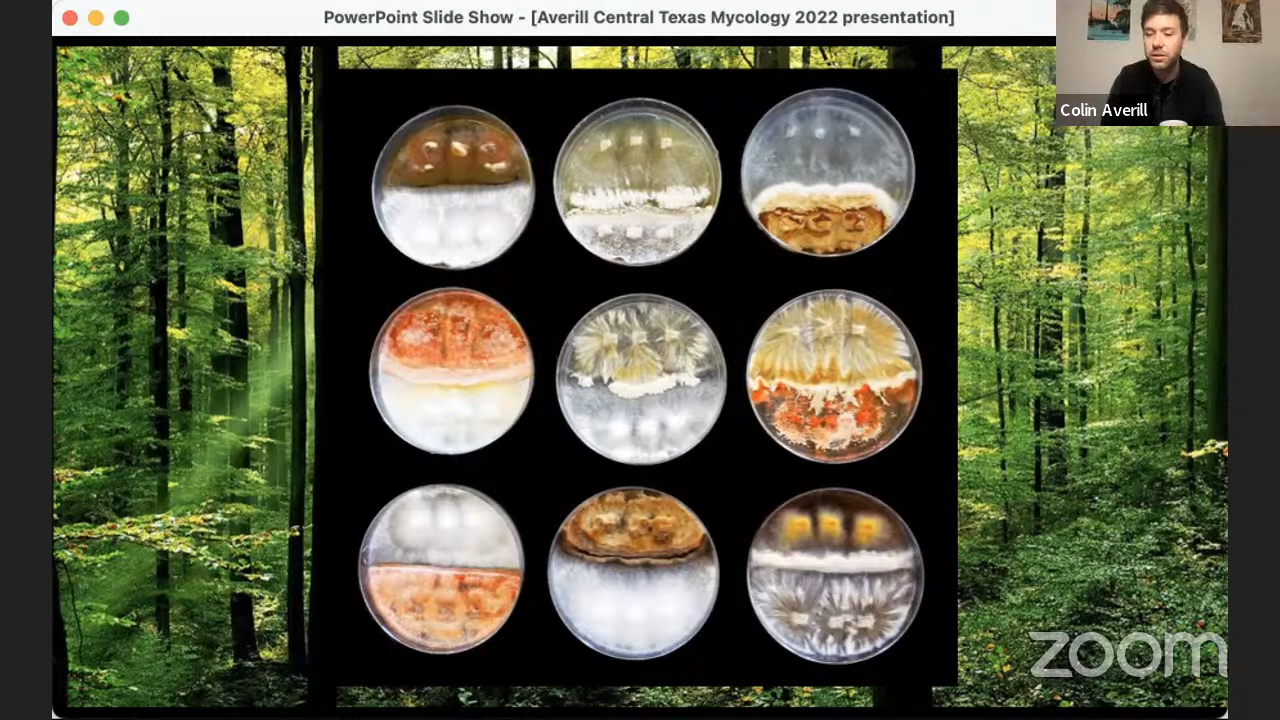 PowerPoint Slide Show - [Averill Central Texas Mycology 2022 presentation]
Colin Averill
zoom